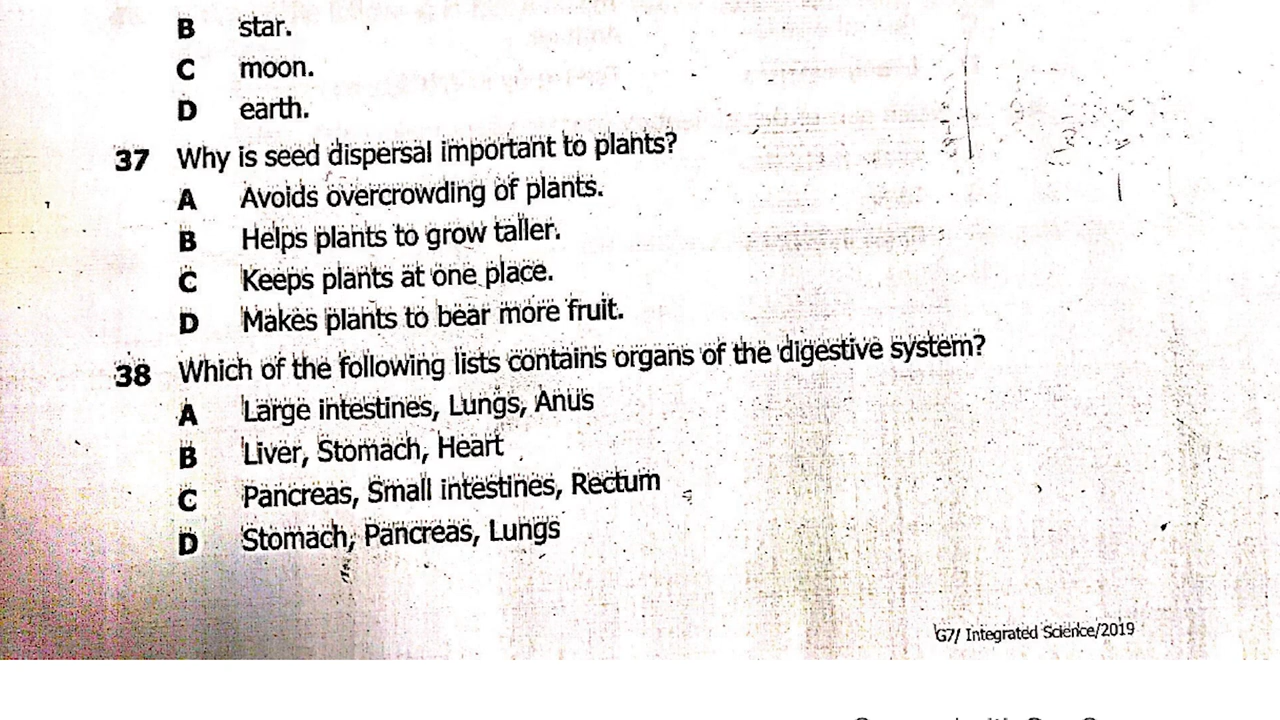 B star.
C moon.
D earth.
37 Why is seed dispersal important to plants?
A Avoids overcrowding of plants.
B Helps plants to grow taller.
C Keeps plants at one place.
D Makes plants to bear more fruit.
38 Which of the following lists contains organs of the digestive system?
A Large intestines, Lungs, Anus
B Liver, Stomach, Heart
C Pancreas, Small intestines, Rectum
D Stomach, Pancreas, Lungs
G7/ Integrated Science/2019